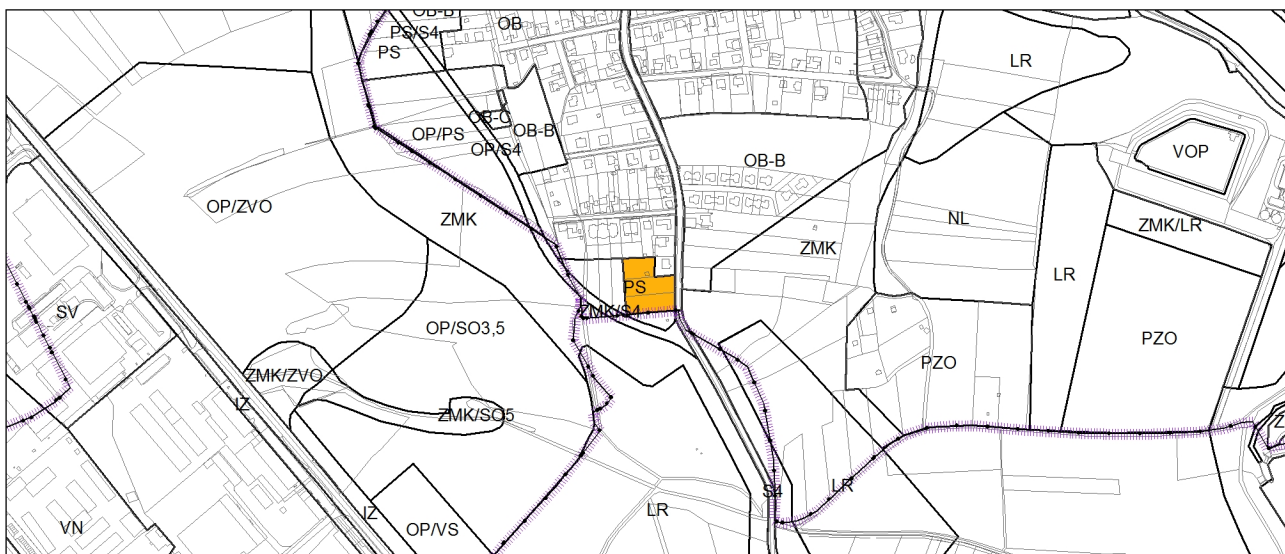 OB-B
OB
PS/S4
PS
LR
OB-C
OP/PS
OB-B
OP/S4
VOP
OB-B
OP/ZVO
ZMK
NL
ZMK/LR
ZMK
LR
PS
SV
ZMK/S4
OP/SO3,5
PZO
PZO
ZMK/ZVO
IZ
ZMK/SO5
Z
S4
LR
LR
IZ
VN
OP/VS